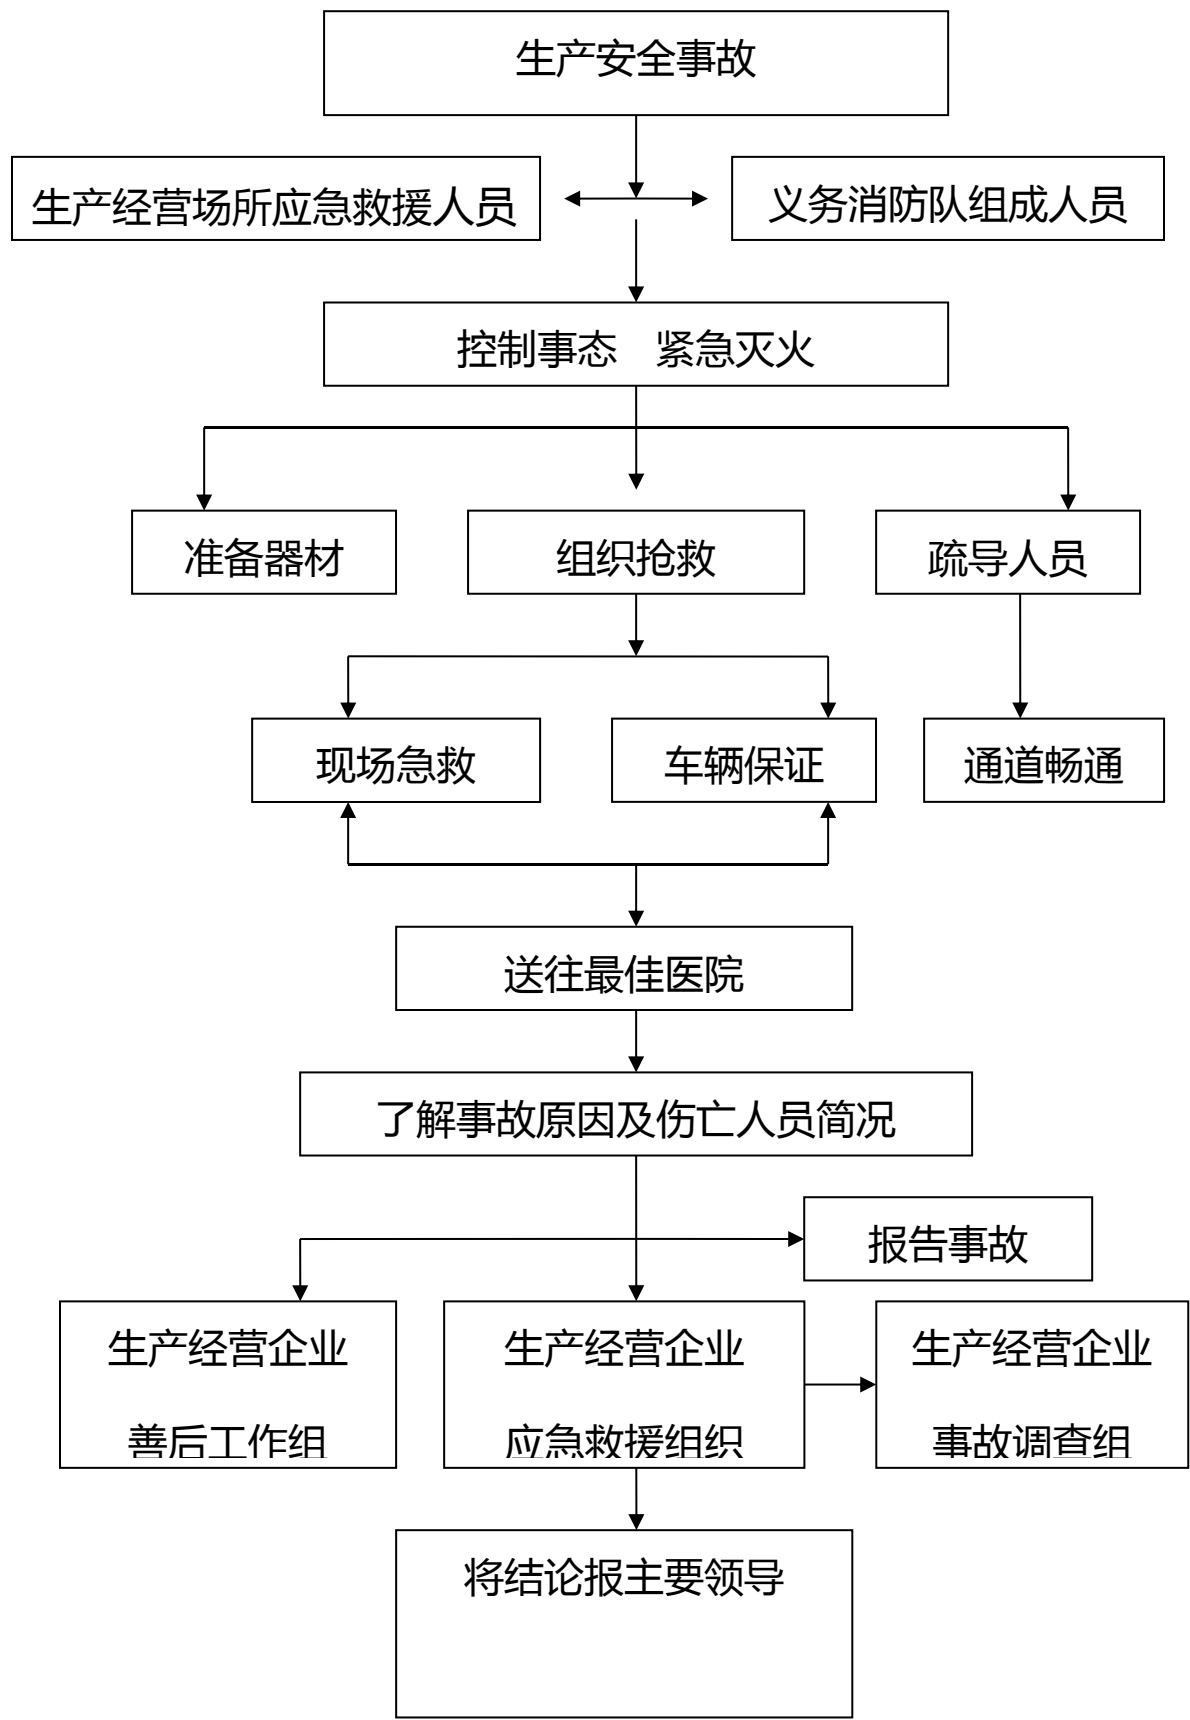 生产安全事故
生产经营场所应急救援人员
义务消防队组成人员
控制事态　紧急灭火
准备器材
组织抢救
疏导人员
现场急救
车辆保证
通道畅通
送往最佳医院
了解事故原因及伤亡人员简况
报告事故
生产经营企业
善后工作组
生产经营企业
应急救援组织
生产经营企业
事故调查组
将结论报主要领导